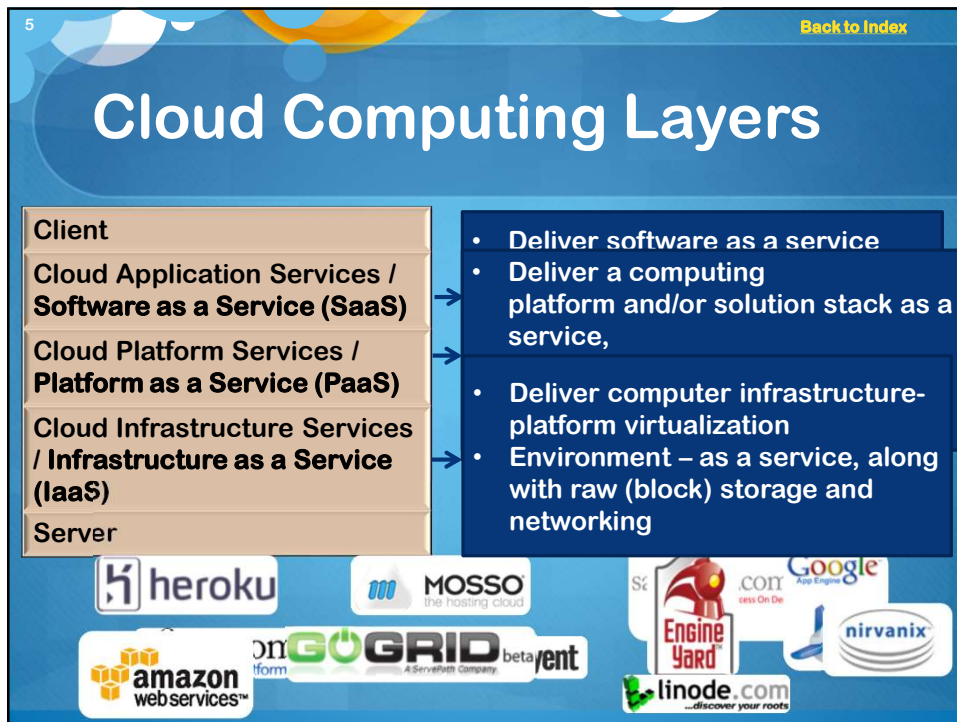 5
Back to Index
Cloud Computing Layers
Client
Cloud Application Services /
Software as a Service (SaaS)
Cloud Platform Services /
Platform as a Service (PaaS)
Cloud Infrastructure Services
/ Infrastructure as a Service
(IaaS)
Server
• Deliver software as a service
• Deliver a computing
platform and/or solution stack as a
service,
• Deliver computer infrastructure-
platform virtualization
• Environment – as a service, along
with raw (block) storage and
networking
heroku
MOSSO
the hosting cloud
.com
Google
App Engine
Engine
Yard
nirvanix
amazon
webservices™
GOGRID
A ServePath Company.
beta
linode.com
...discover your roots